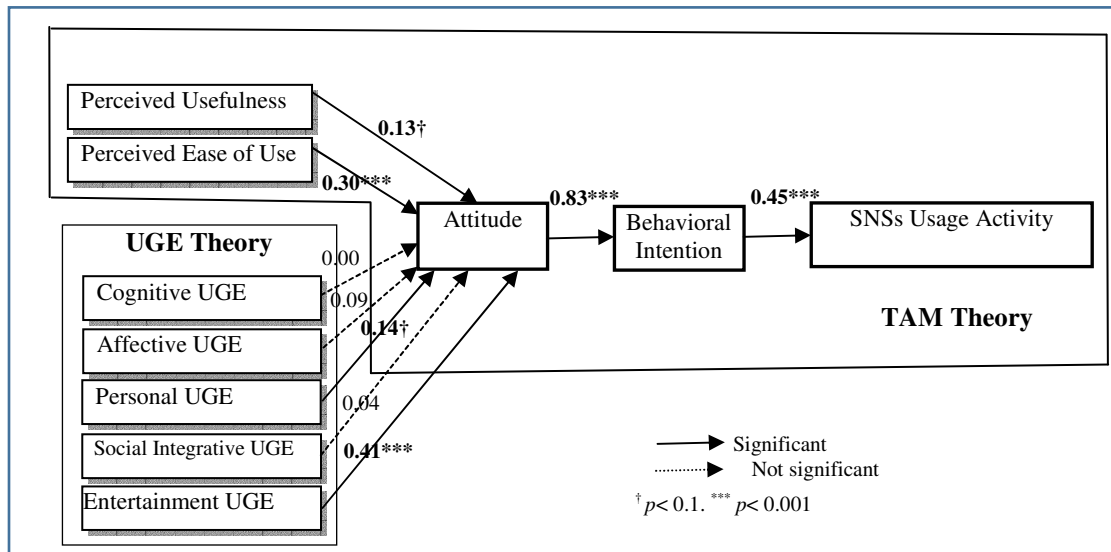 Perceived Usefulness
0.13†
Perceived Ease of Use
0.30***
Attitude
0.83***
Behavioral
Intention
0.45***
SNSs Usage Activity
TAM Theory
UGE Theory
0.00
Cognitive UGE
0.09
Affective UGE
0.14†
Personal UGE
0.04
Social Integrative UGE
0.41***
Entertainment UGE
Significant
Not significant
† p< 0.1. *** p< 0.001